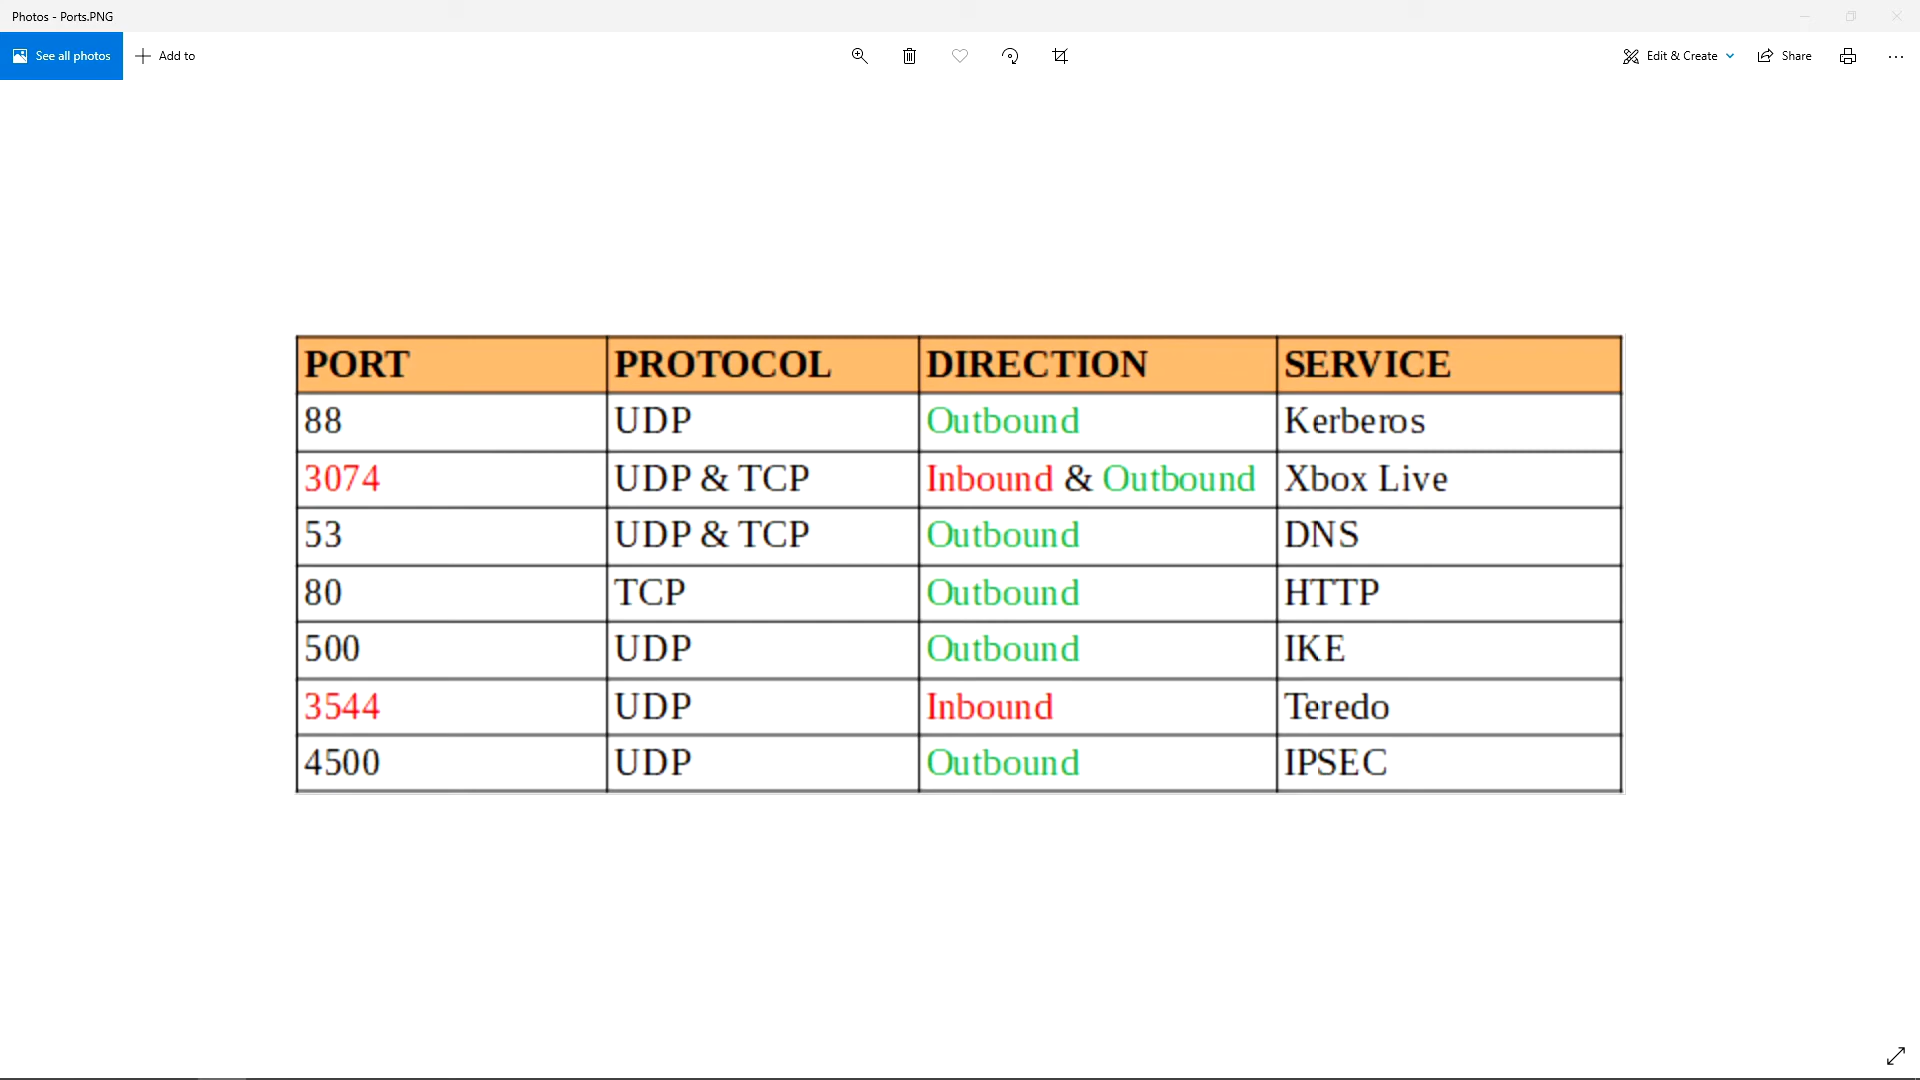 Photos - Ports.PNG
See all photos Add to Edit & Create Share
PORT PROTOCOL DIRECTION SERVICE
88 UDP Outbound Kerberos
3074 UDP & TCP Inbound & Outbound Xbox Live
53 UDP & TCP Outbound DNS
80 TCP Outbound HTTP
500 UDP Outbound IKE
3544 UDP Inbound Teredo
4500 UDP Outbound IPSEC